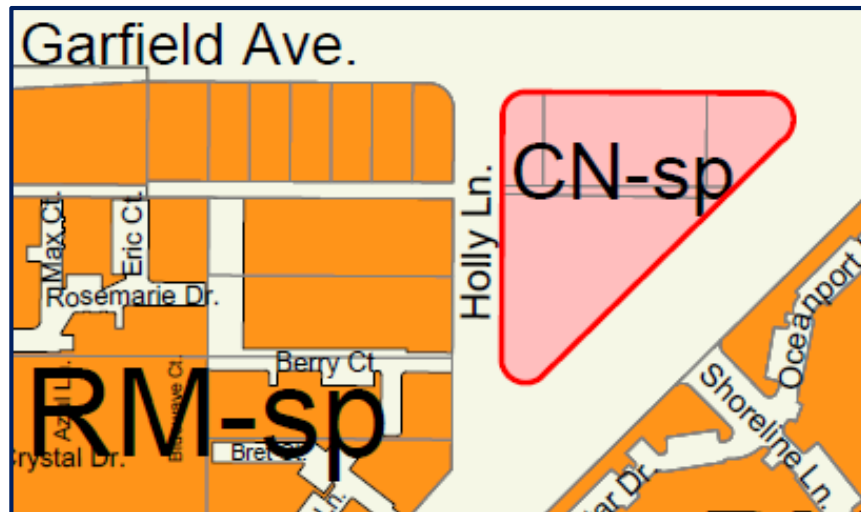 Garfield Ave.
CN-sp
Holly Ln.
Max Ct.
Eric Ct.
Rosemarie Dr.
Berry Ct
RM-sp
Crystal Dr.
Bret Ct.
Ln.
Shoreline Ln.